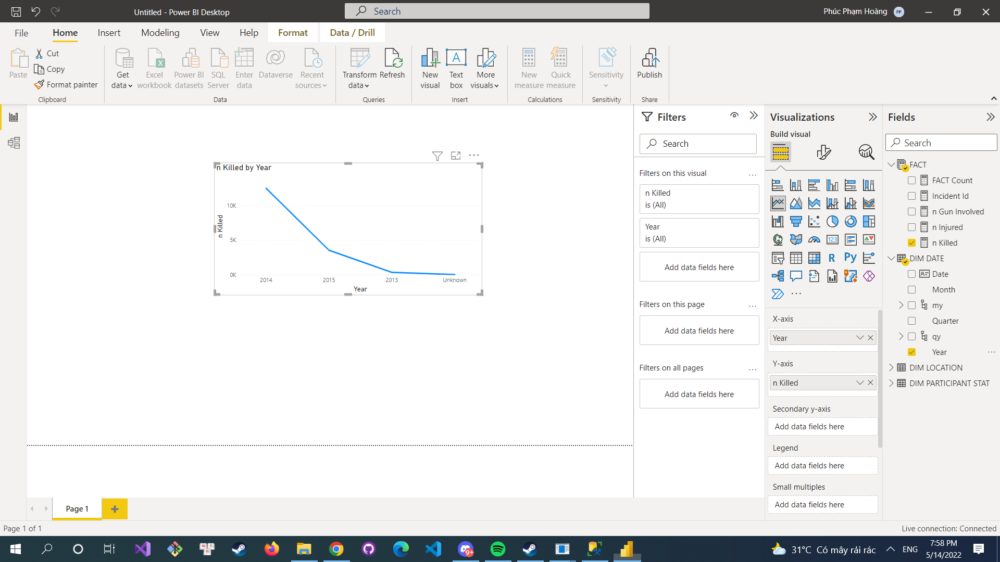 Untitled - Power BI Desktop
Search
Phúc Phạm Hoàng
PP
File
Home
Insert
Modeling
View
Help
Format
Data / Drill
Paste
Cut
Copy
Format painter
Clipboard
Get data
Excel workbook
Power BI datasets
SQL Server
Enter data
Dataverse
Recent sources
Data
Transform data
Refresh
Queries
New visual
Text box
More visuals
Insert
New measure
Quick measure
Calculations
Sensitivity
Sensitivity
Publish
Share
n Killed by Year
10K
5K
0K
n Killed
2014
2015
2013
Unknown
Year
Filters
Search
Filters on this visual
n Killed
is (All)
Year
is (All)
Add data fields here
Filters on this page
Add data fields here
Filters on all pages
Add data fields here
Visualizations
Build visual
123
R
Py
X-axis
Year
Y-axis
n Killed
Secondary y-axis
Add data fields here
Legend
Add data fields here
Small multiples
Add data fields here
Fields
Search
FACT
FACT Count
Incident Id
n Gun Involved
n Injured
n Killed
DIM DATE
Date
Month
my
Quarter
qy
Year
DIM LOCATION
DIM PARTICIPANT STAT
Page 1
Page 1 of 1
Live connection: Connected
9+
31°C Có mây rải rác
ENG
7:58 PM
5/14/2022